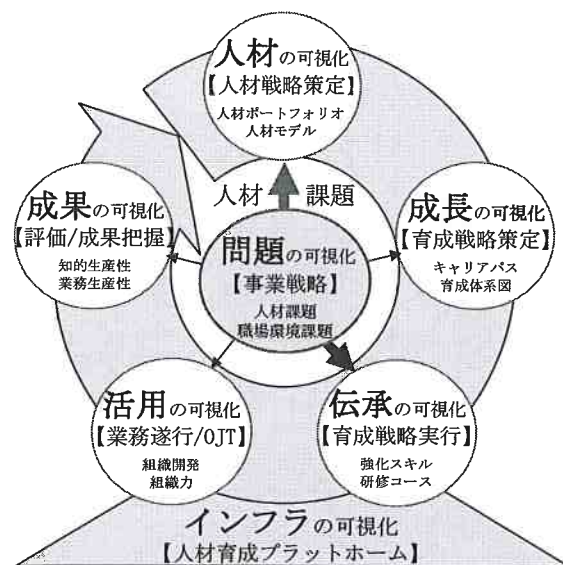 人材の可視化
【人材戦略策定】
人材ポートフォリオ
人材モデル
人材 課題
成果の可視化
【評価/成果把握】
知的生産性
業務生産性
問題の可視化
【事業戦略】
人材課題
職場環境課題
成長の可視化
【育成戦略策定】
キャリアパス
育成体系図
活用の可視化
【業務遂行/OJT】
組織開発
組織力
伝承の可視化
【育成戦略実行】
強化スキル
研修コース
インフラの可視化
【人材育成プラットホーム】